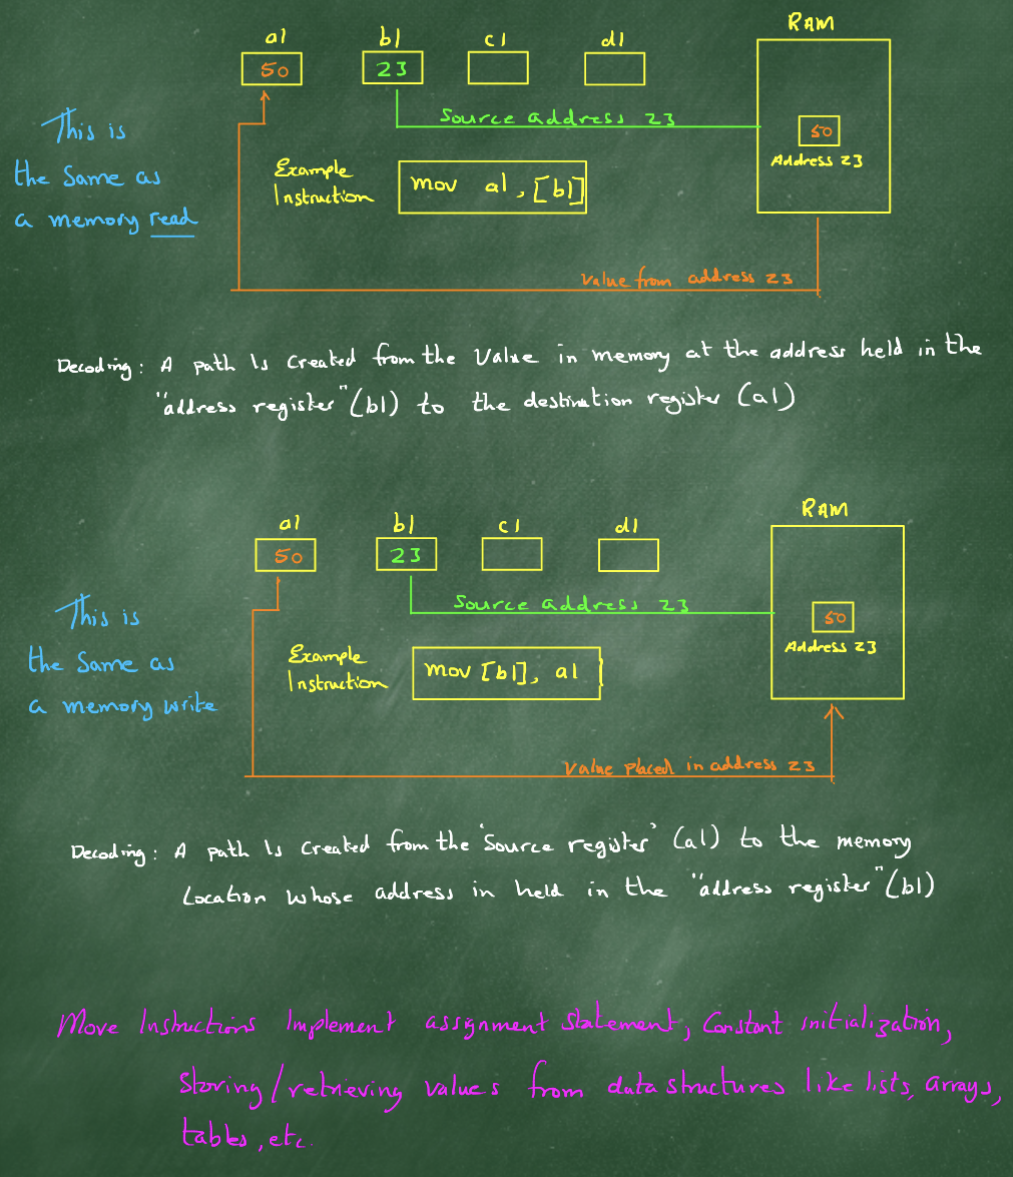 al bl cl dl RAM
50 23
Source address 23
50
Address 23
This is
the Same as
a memory read
Example
Instruction
mov al, [bl]
Value from address 23
Decoding: A path Is created from the Value in memory at the address held in the
"address register" (bl) to the destination register (al)
al bl cl dl RAM
50 23
Source address 23
50
Address 23
This is
the Same as
a memory write
Example
Instruction
mov [bl], al
Value placed in address 23
Decoding: A path Is created from the 'Source register' (al) to the memory
Location whose address in held in the "address register" (bl)
Move Instructions Implement assignment statement, Constant initialization,
Storing/retrieving values from data structures like lists, arrays,
tables, etc.